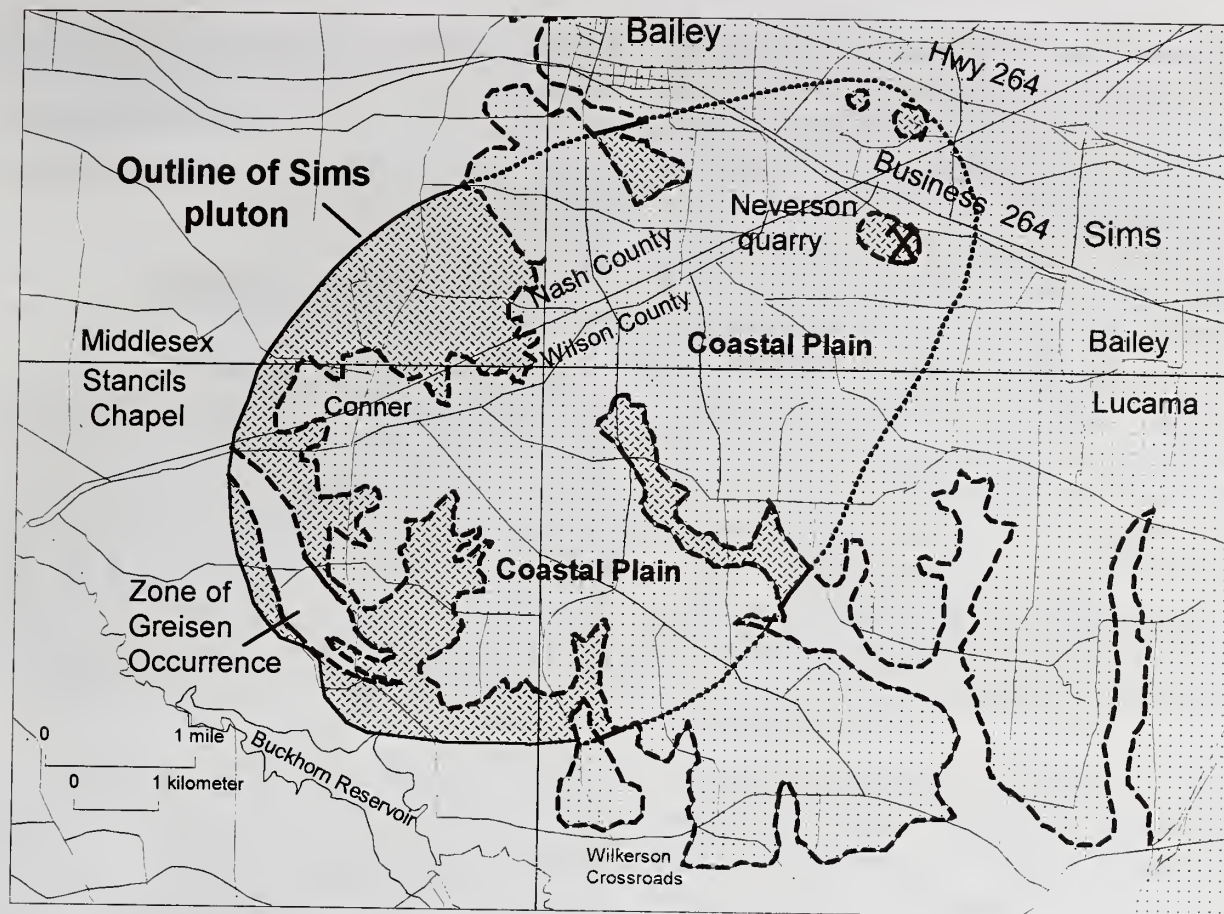 Bailey
Hwy 264
Outline of Sims
pluton
Business 264
Neverson
quarry
Sims
Nash County
Wilson County
Middlesex
Coastal Plain
Bailey
Stancils
Chapel
Conner
Lucama
Coastal Plain
Zone of
Greisen
Occurrence
0
1 mile
0
1 kilometer
Buckhorn Reservoir
Wilkerson
Crossroads